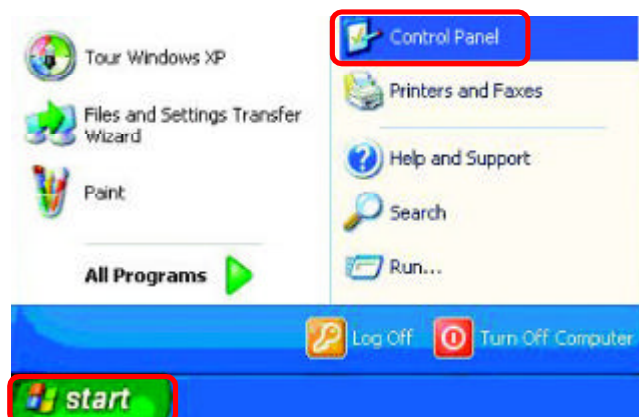 Tour Windows XP
Files and Settings Transfer
Wizard
Paint
All Programs
Control Panel
Printers and Faxes
Help and Support
Search
Run...
Log Off
Turn Off Computer
start